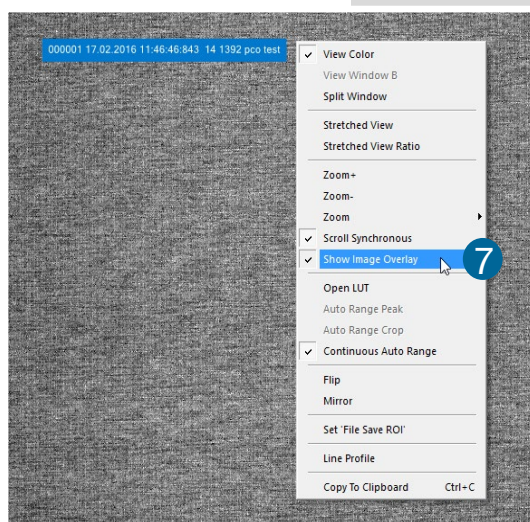 000001 17.02.2016 11:46:46:843 14 1392 pco test
View Color
View Window B
Split Window
Stretched View
Stretched View Ratio
Zoom+
Zoom-
Zoom
Scroll Synchronous
Show Image Overlay
7
Open LUT
Auto Range Peak
Auto Range Crop
Continuous Auto Range
Flip
Mirror
Set 'File Save ROI'
Line Profile
Copy To Clipboard Ctrl+C